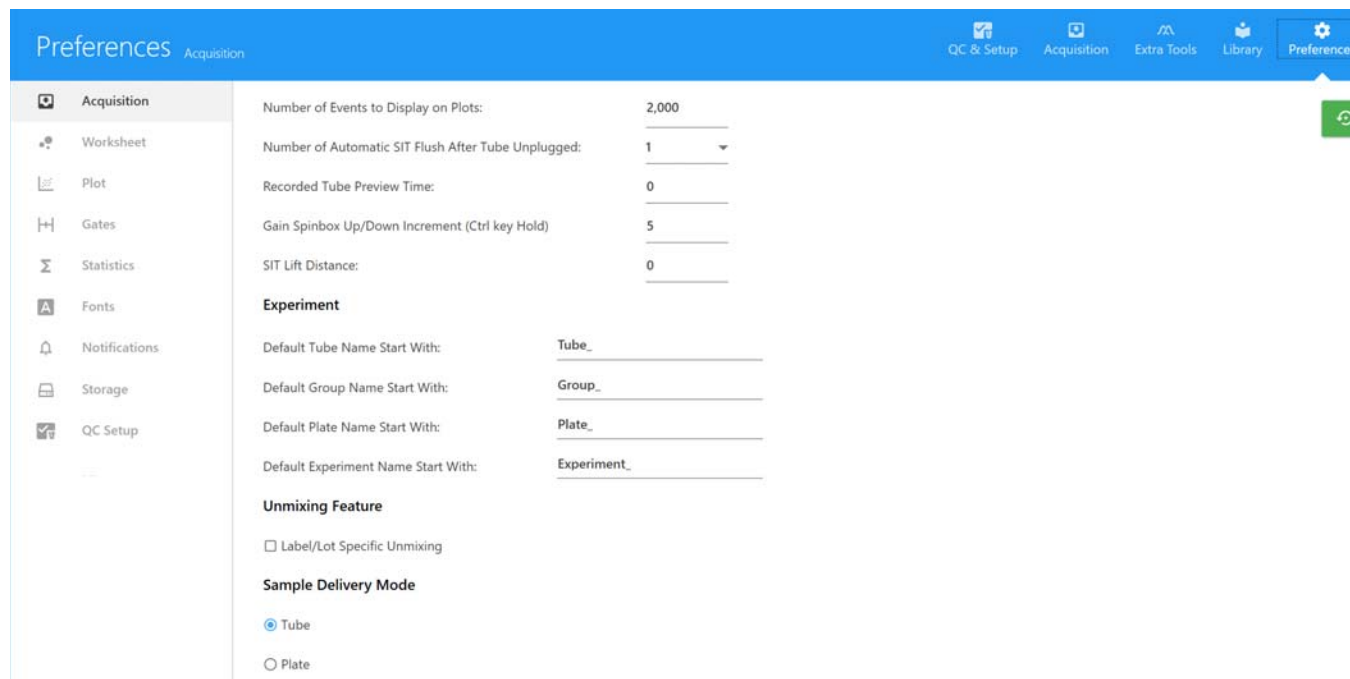 Preferences Acquisition
QC & Setup
Acquisition
Extra Tools
Library
Preference
Acquisition
Worksheet
Plot
Gates
Statistics
Fonts
Notifications
Storage
QC Setup
Number of Events to Display on Plots: 2,000
Number of Automatic SIT Flush After Tube Unplugged: 1
Recorded Tube Preview Time: 0
Gain Spinbox Up/Down Increment (Ctrl key Hold) 5
SIT Lift Distance: 0
Experiment
Default Tube Name Start With: Tube_
Default Group Name Start With: Group_
Default Plate Name Start With: Plate_
Default Experiment Name Start With: Experiment_
Unmixing Feature
Label/Lot Specific Unmixing
Sample Delivery Mode
Tube
Plate